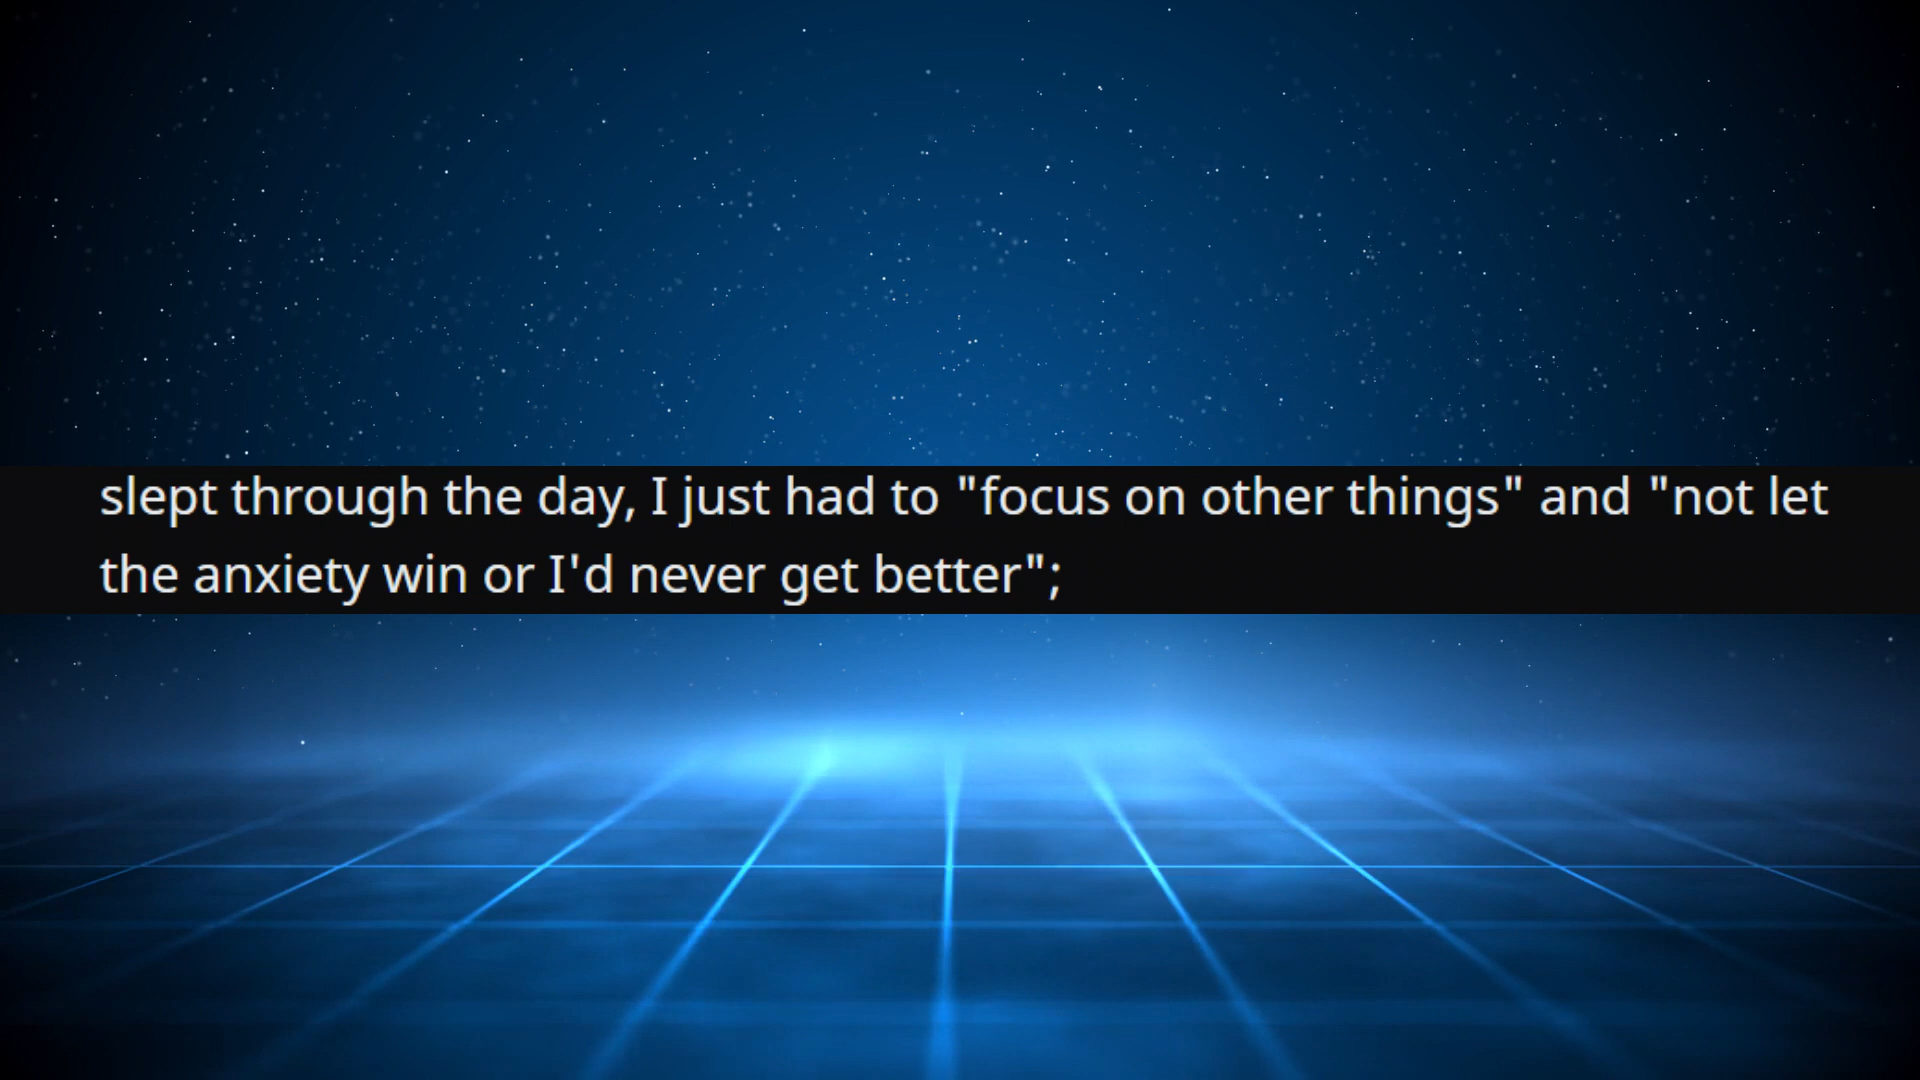 slept through the day, I just had to "focus on other things" and "not let
the anxiety win or I'd never get better";